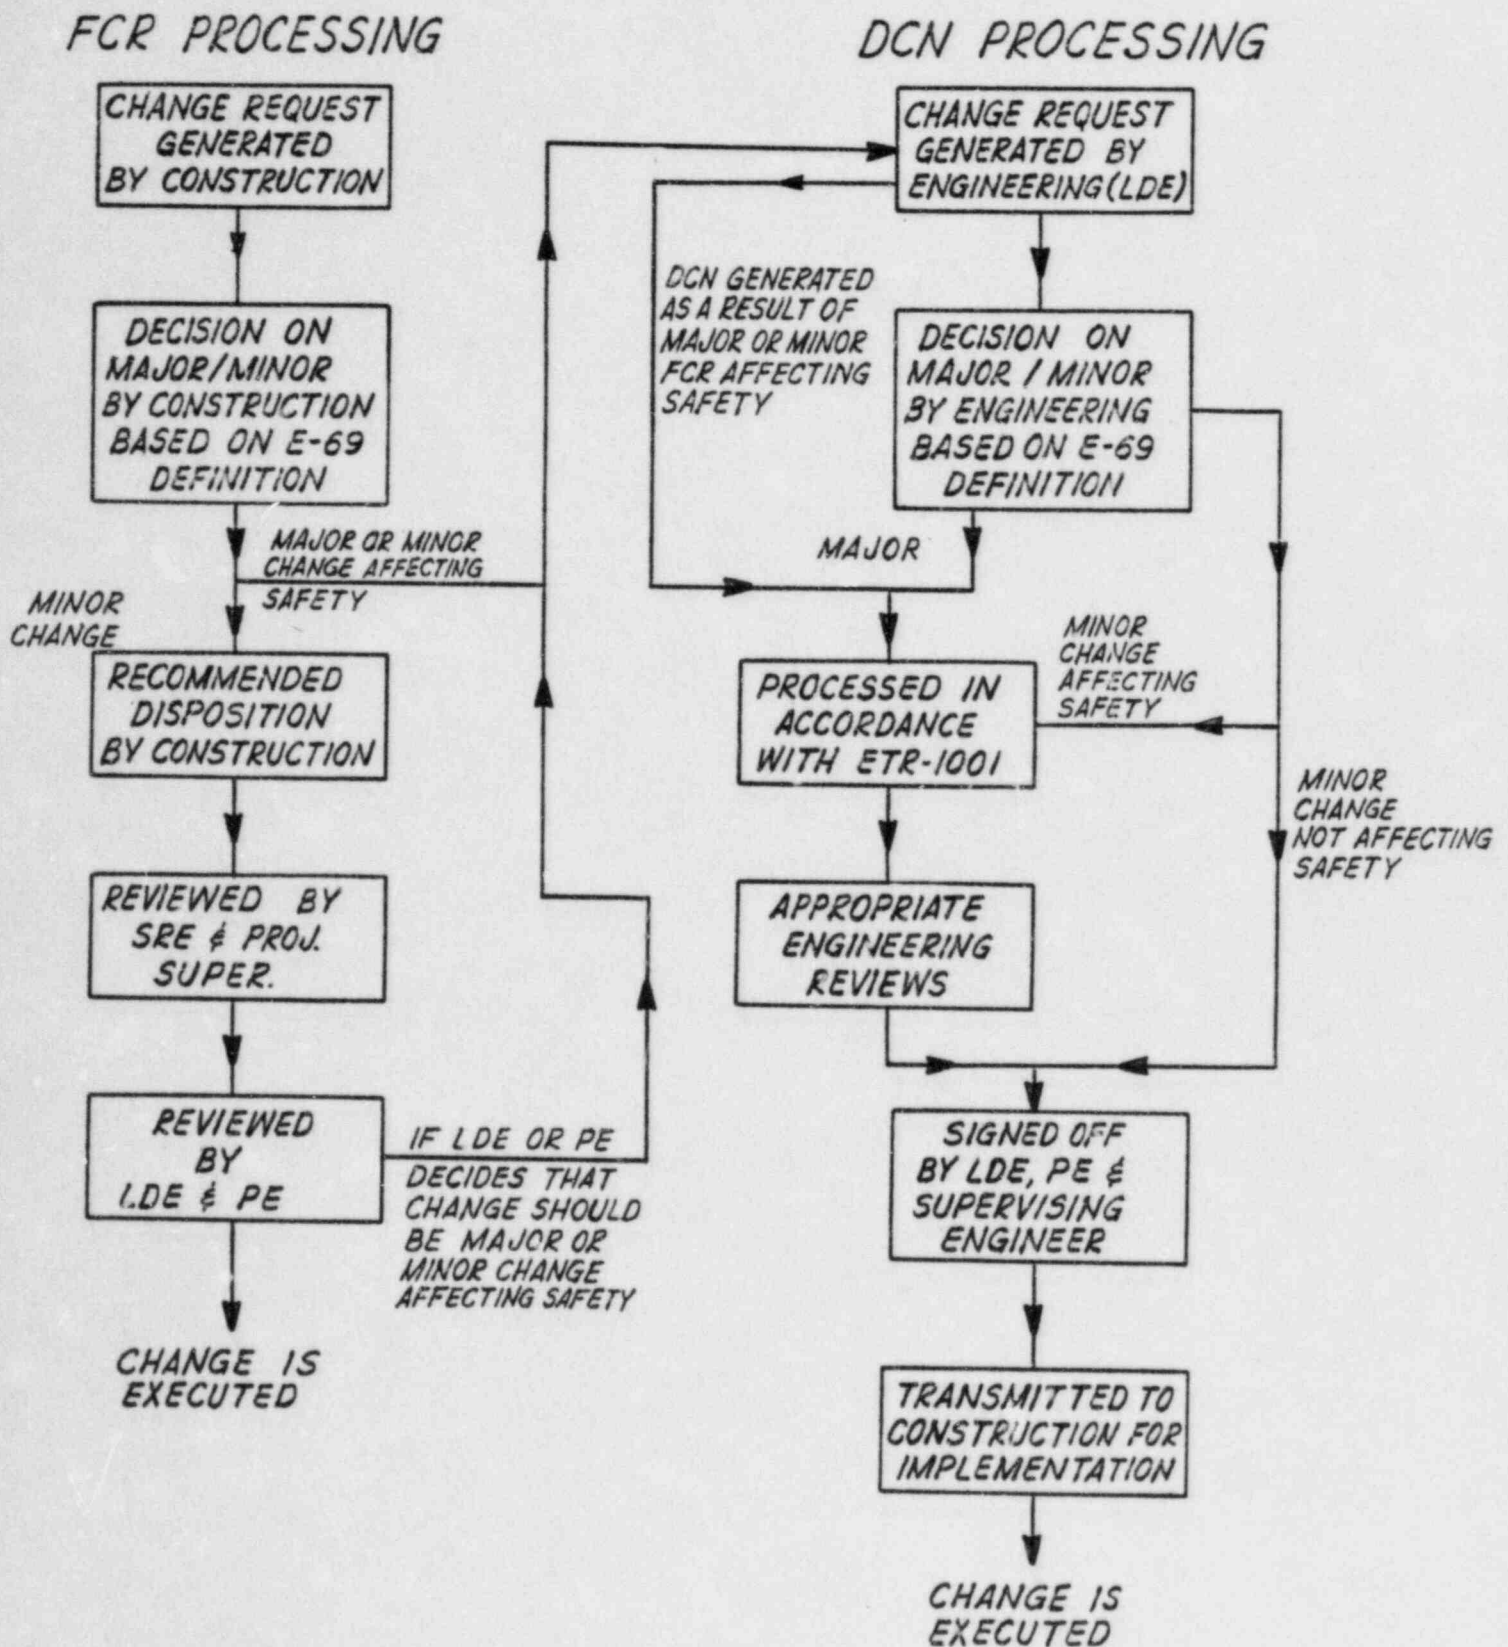 FCR PROCESSING
CHANGE REQUEST
GENERATED
BY CONSTRUCTION
DECISION ON
MAJOR/MINOR
BY CONSTRUCTION
BASED ON E-69
DEFINITION
MAJOR OR MINOR
CHANGE AFFECTING
SAFETY
MINOR
CHANGE
RECOMMENDED
DISPOSITION
BY CONSTRUCTION
REVIEWED BY
SRE & PROJ.
SUPER.
REVIEWED
BY
LDE & PE
IF LDE OR PE
DECIDES THAT
CHANGE SHOULD
BE MAJOR OR
MINOR CHANGE
AFFECTING SAFETY
CHANGE IS
EXECUTED
DCN PROCESSING
CHANGE REQUEST
GENERATED BY
ENGINEERING (LDE)
DCN GENERATED
AS A RESULT OF
MAJOR OR MINOR
FCR AFFECTING
SAFETY
DECISION ON
MAJOR / MINOR
BY ENGINEERING
BASED ON E-69
DEFINITION
MAJOR
MINOR
CHANGE
AFFECTING
SAFETY
PROCESSED IN
ACCORDANCE
WITH ETR-1001
MINOR
CHANGE
NOT AFFECTING
SAFETY
APPROPRIATE
ENGINEERING
REVIEWS
SIGNED OFF
BY LDE, PE &
SUPERVISING
ENGINEER
TRANSMITTED TO
CONSTRUCTION FOR
IMPLEMENTATION
CHANGE IS
EXECUTED